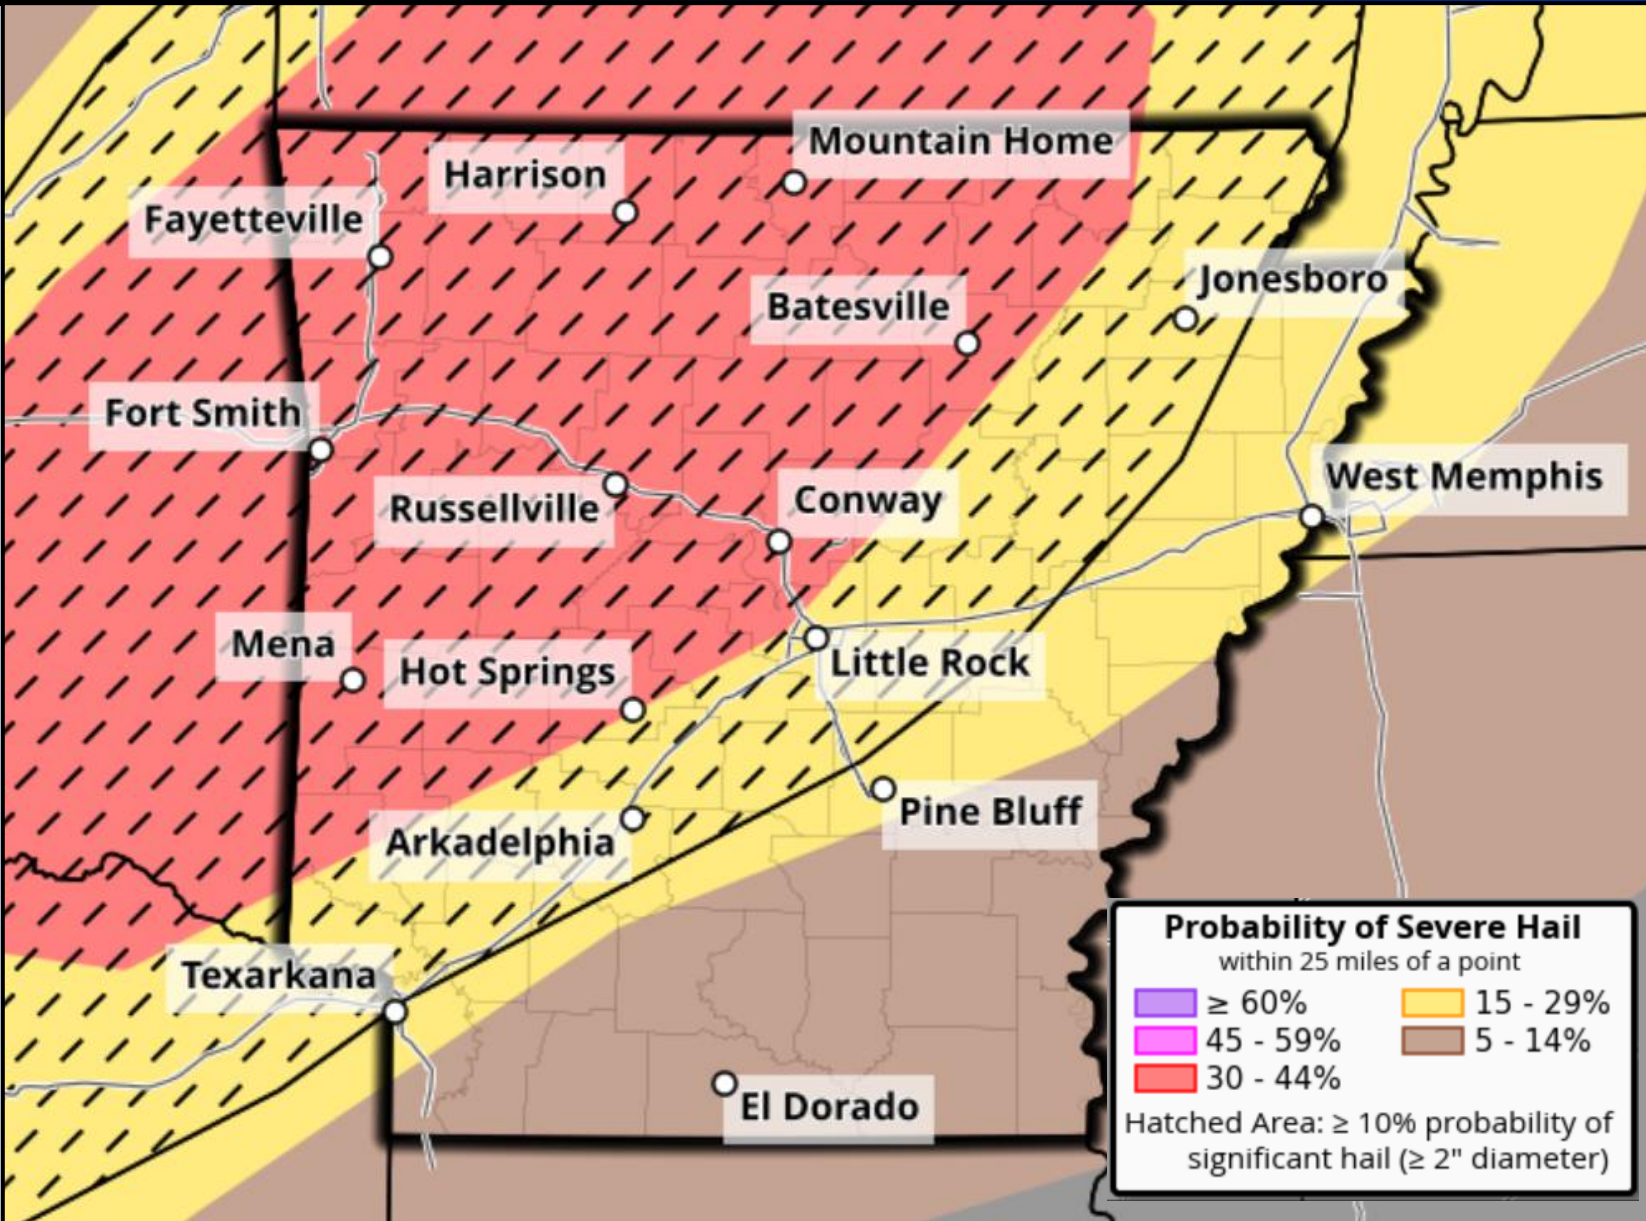 Mountain Home
Harrison
Fayetteville
Jonesboro
Batesville
Fort Smith
West Memphis
Conway
Russellville
Mena
Hot Springs
Little Rock
Pine Bluff
Arkadelphia
Texarkana
El Dorado
Probability of Severe Hail
within 25 miles of a point
≥ 60%
15 - 29%
45 - 59%
5 - 14%
30 - 44%
Hatched Area: ≥ 10% probability of
significant hail (≥ 2" diameter)